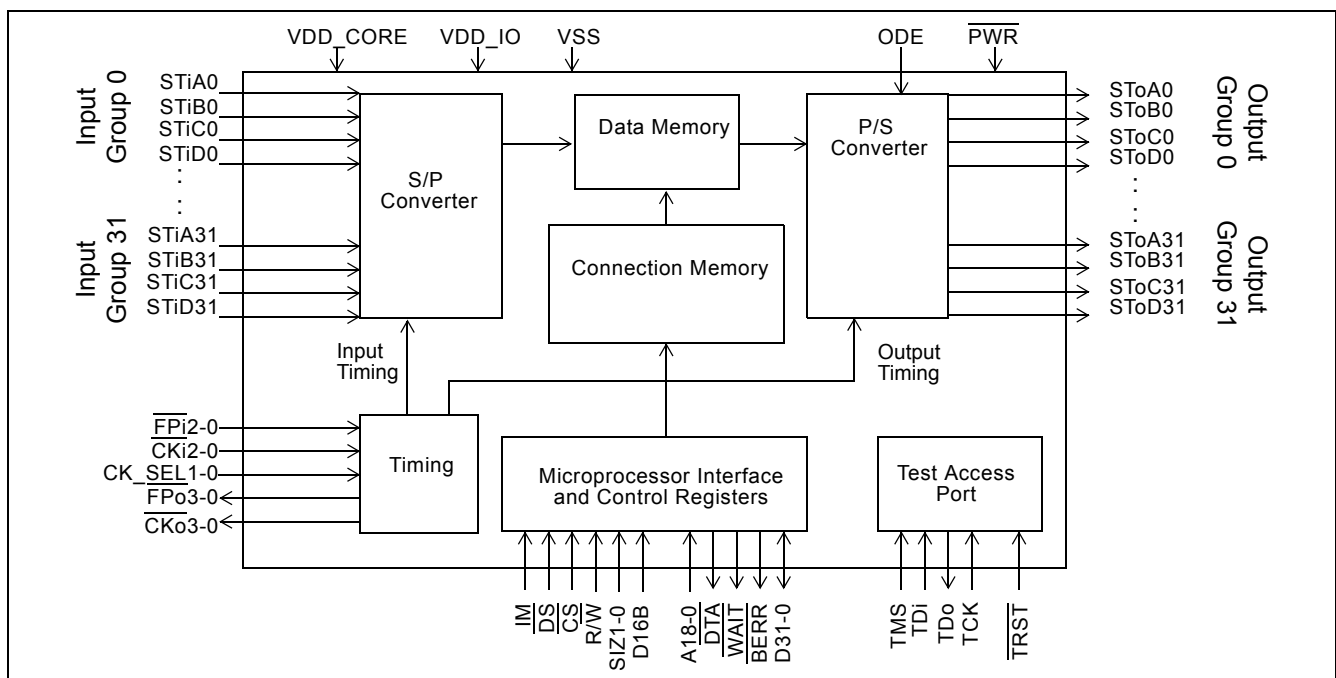 VDD_CORE
VDD_IO
VSS
ODE
PWR
Input
Group 0
STiA0
STiB0
STiC0
STiD0
:
:
Input
Group 31
STiA31
STiB31
STiC31
STiD31
S/P
Converter
Data Memory
Connection Memory
P/S
Converter
SToA0
SToB0
SToC0
SToD0
:
:
SToA31
SToB31
SToC31
SToD31
Output
Group 0
Output
Group 31
Input
Timing
Output
Timing
FPi2-0
CKi2-0
CK_SEL1-0
FPo3-0
CKo3-0
Timing
Microprocessor Interface
and Control Registers
Test Access
Port
IM
DS
CS
R/W
SIZ1-0
D16B
A18-0
DTA
WAIT
BERR
D31-0
TMS
TDi
TDo
TCK
TRST